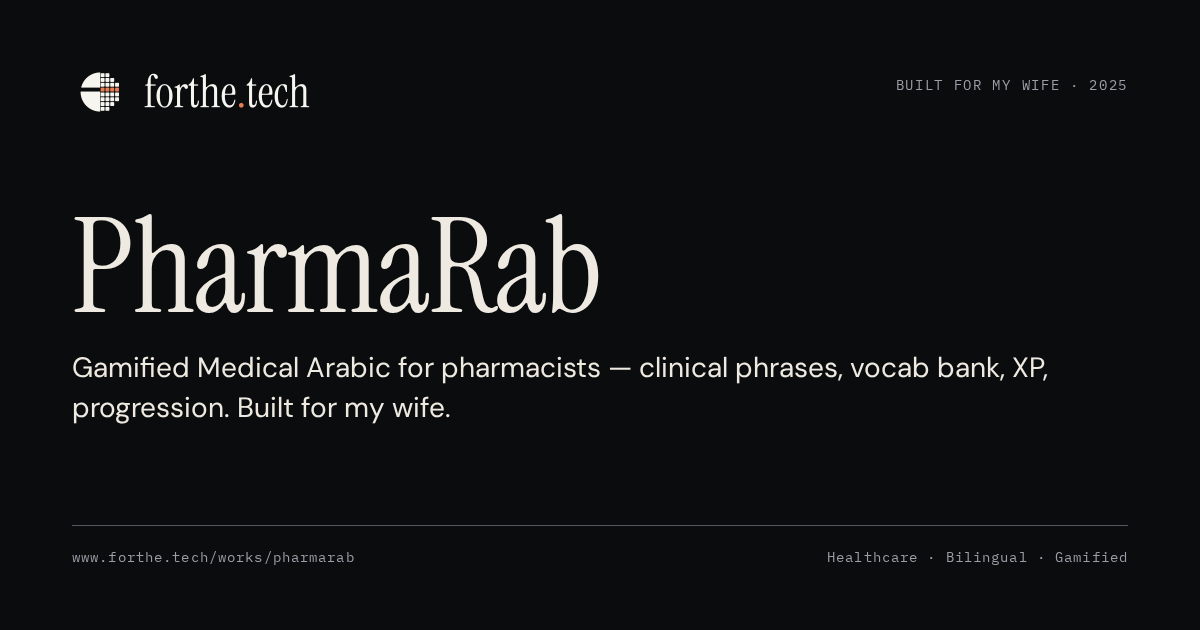 forthe.tech
BUILT FOR MY WIFE · 2025
PharmaRab
Gamified Medical Arabic for pharmacists — clinical phrases, vocab bank, XP,
progression. Built for my wife.
www.forthe.tech/works/pharmarab
Healthcare · Bilingual · Gamified